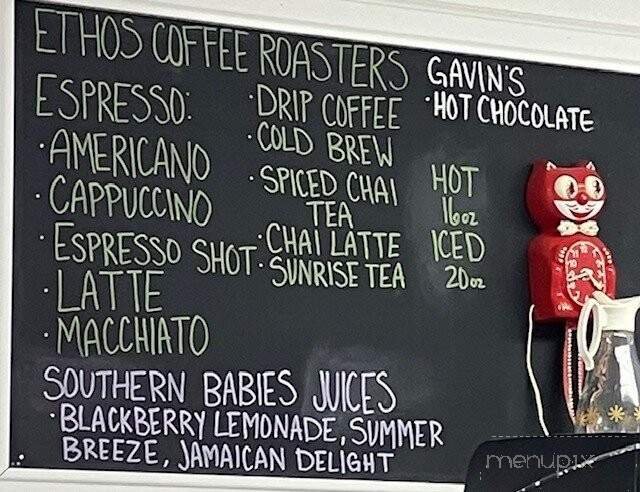 ETHOS COFFEE ROASTERS
ESPRESSO:
· AMERICANO
· CAPPUCCINO
· ESPRESSO SHOT
· LATTE
· MACCHIATO
· DRIP COFFEE
· COLD BREW
· SPICED CHAI
TEA
· CHAI LATTE
· SUNRISE TEA
HOT
16oz
ICED
20oz
GAVIN'S
· HOT CHOCOLATE
SOUTHERN BABIES JUICES
· BLACKBERRY LEMONADE, SUMMER
BREEZE, JAMAICAN DELIGHT
menupix